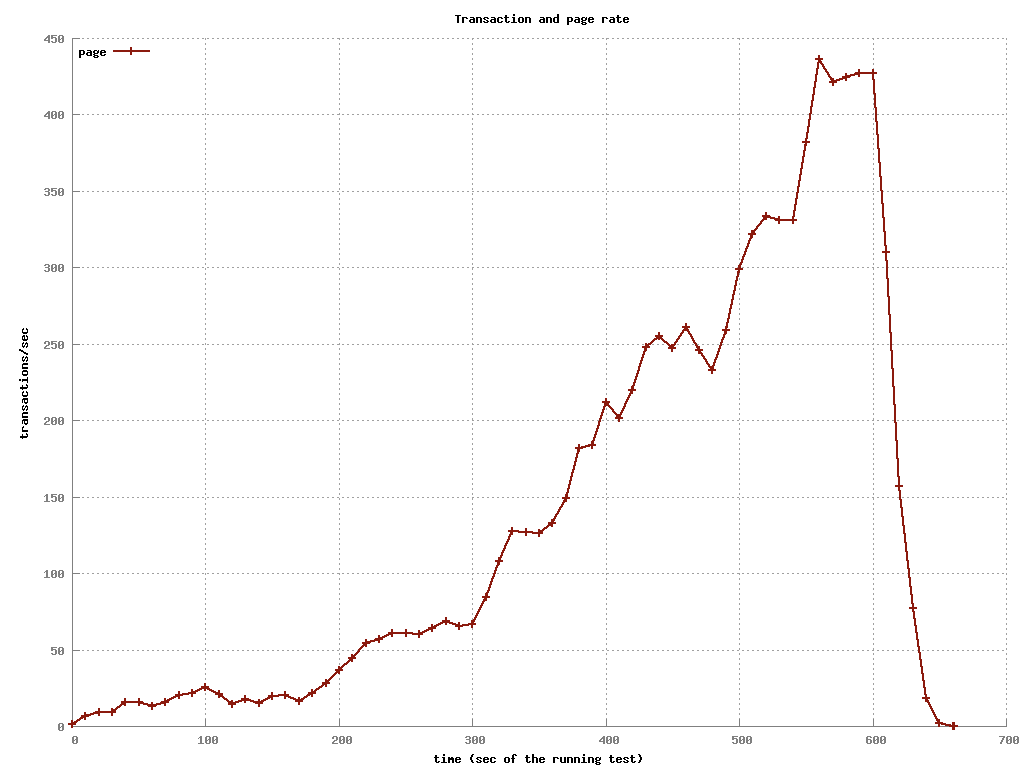 Transaction and page rate
450
page
400
350
300
250
200
150
100
50
0
transactions/sec
0 100 200 300 400 500 600 700
time (sec of the running test)